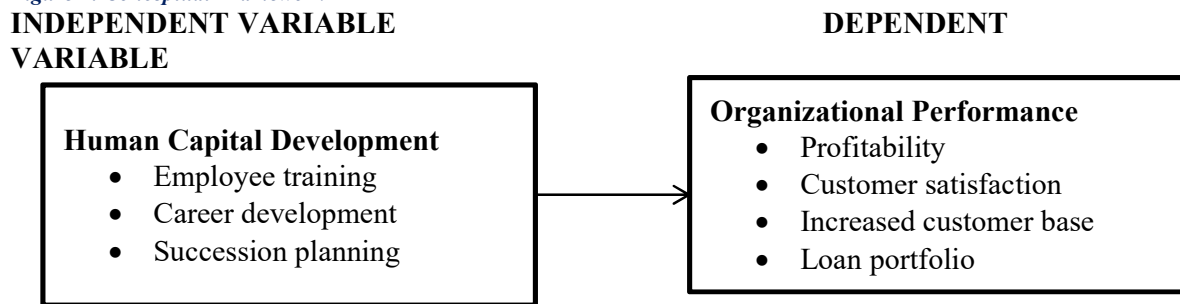 INDEPENDENT VARIABLE DEPENDENT
VARIABLE
Human Capital Development
• Employee training
• Career development
• Succession planning
Organizational Performance
• Profitability
• Customer satisfaction
• Increased customer base
• Loan portfolio